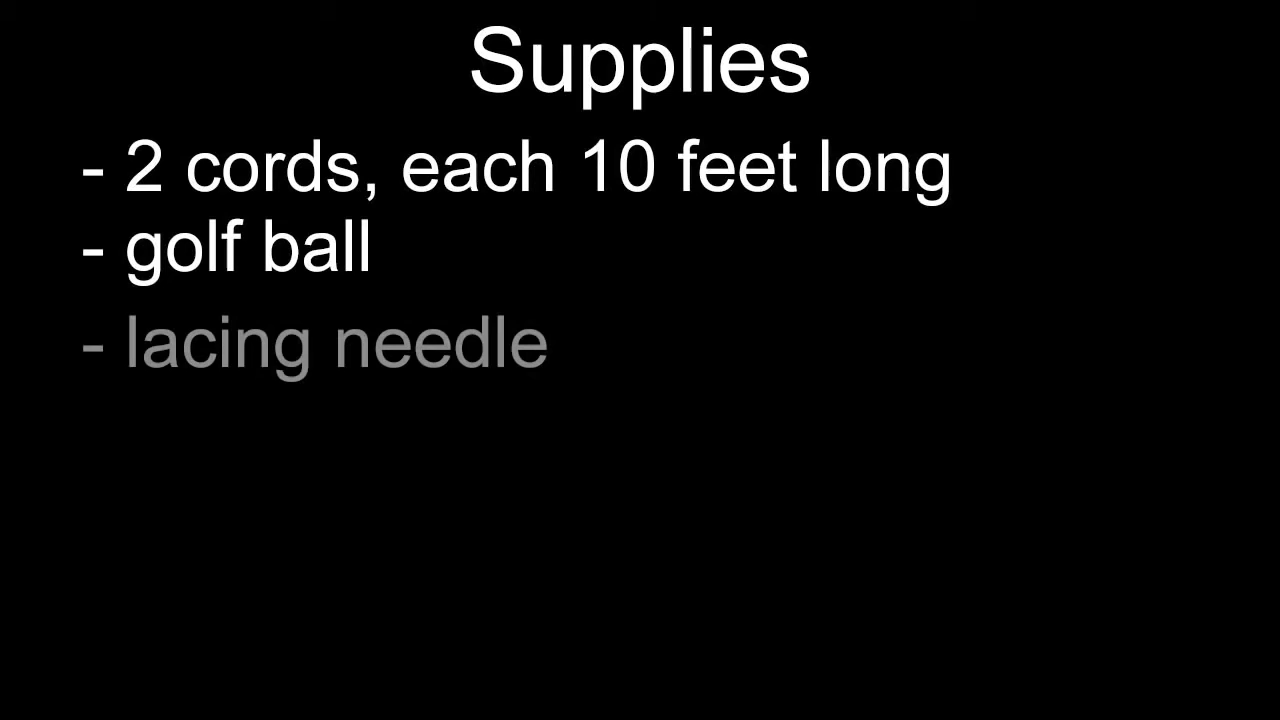 Supplies
- 2 cords, each 10 feet long
- golf ball
- lacing needle